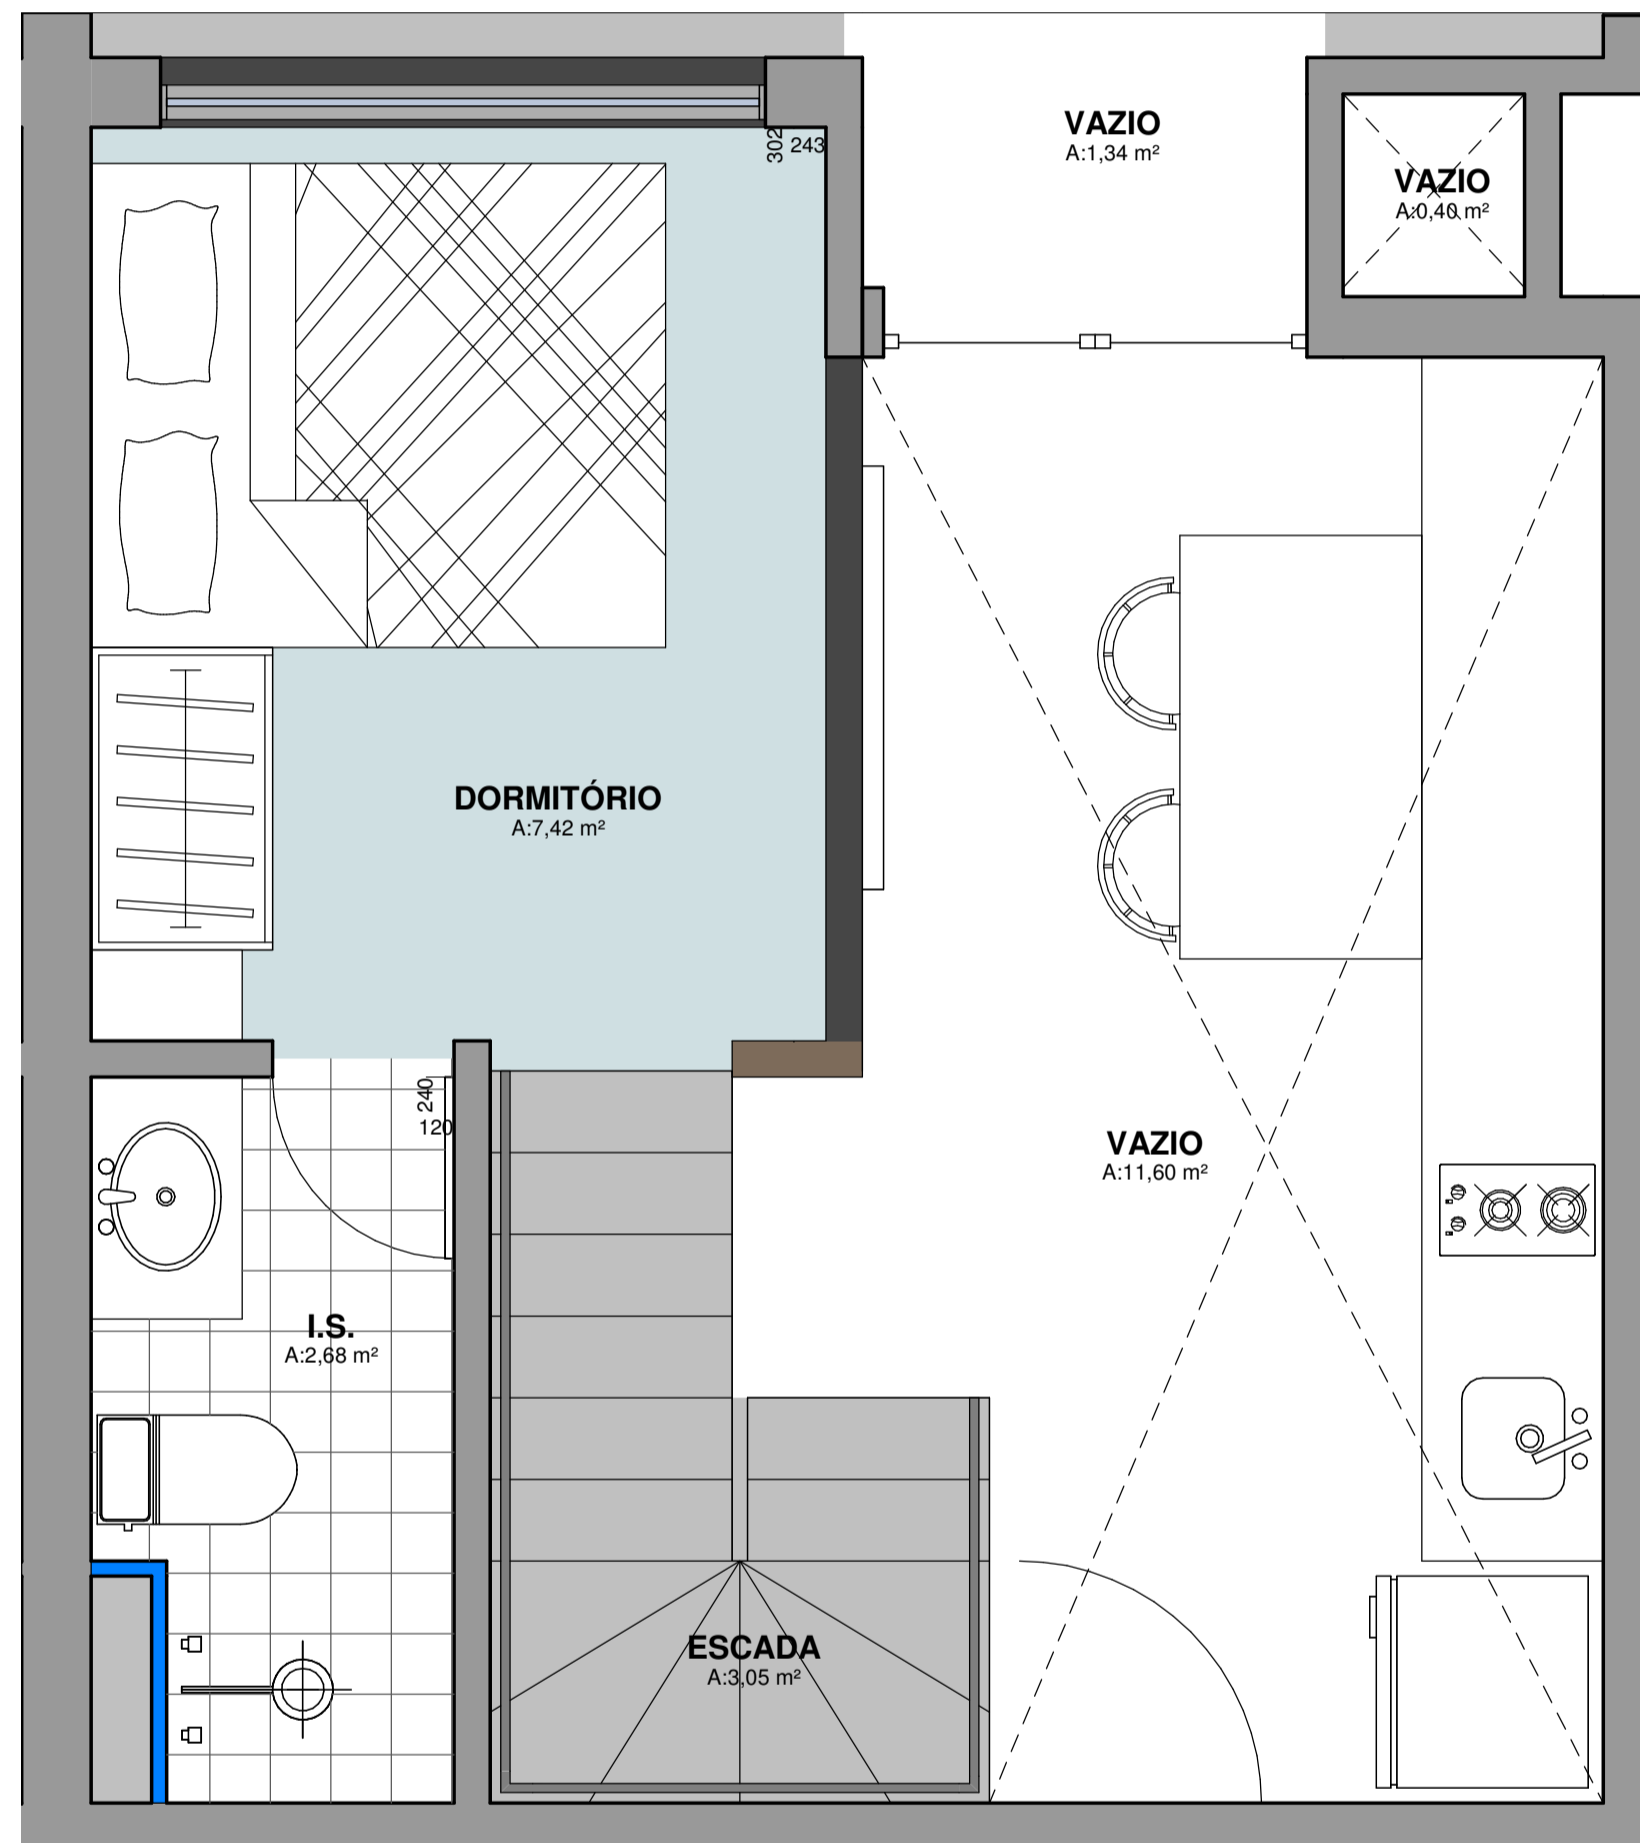 302
243
VAZIO
A:1,34 m²
VAZIO
A:0,40 m²
DORMITÓRIO
A:7,42 m²
240
120
VAZIO
A:11,60 m²
I.S.
A:2,68 m²
ESCADA
A:3,05 m²